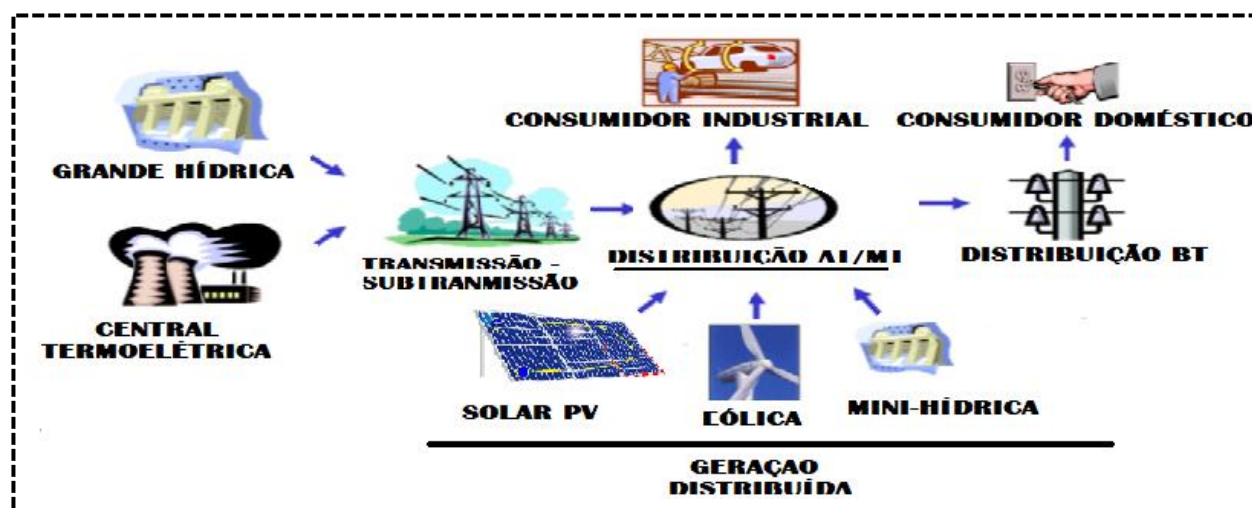 CONSUMIDOR INDUSTRIAL
CONSUMIDOR DOMÉSTICO
GRANDE HÍDRICA
TRANSMISSÃO -
SUBTRANMISSÃO
DISTRIBUIÇÃO AT/MT
DISTRIBUIÇÃO BT
CENTRAL
TERMOELÉTRICA
SOLAR PV
EÓLICA
MINI-HÍDRICA
GERAÇAO
DISTRIBUÍDA